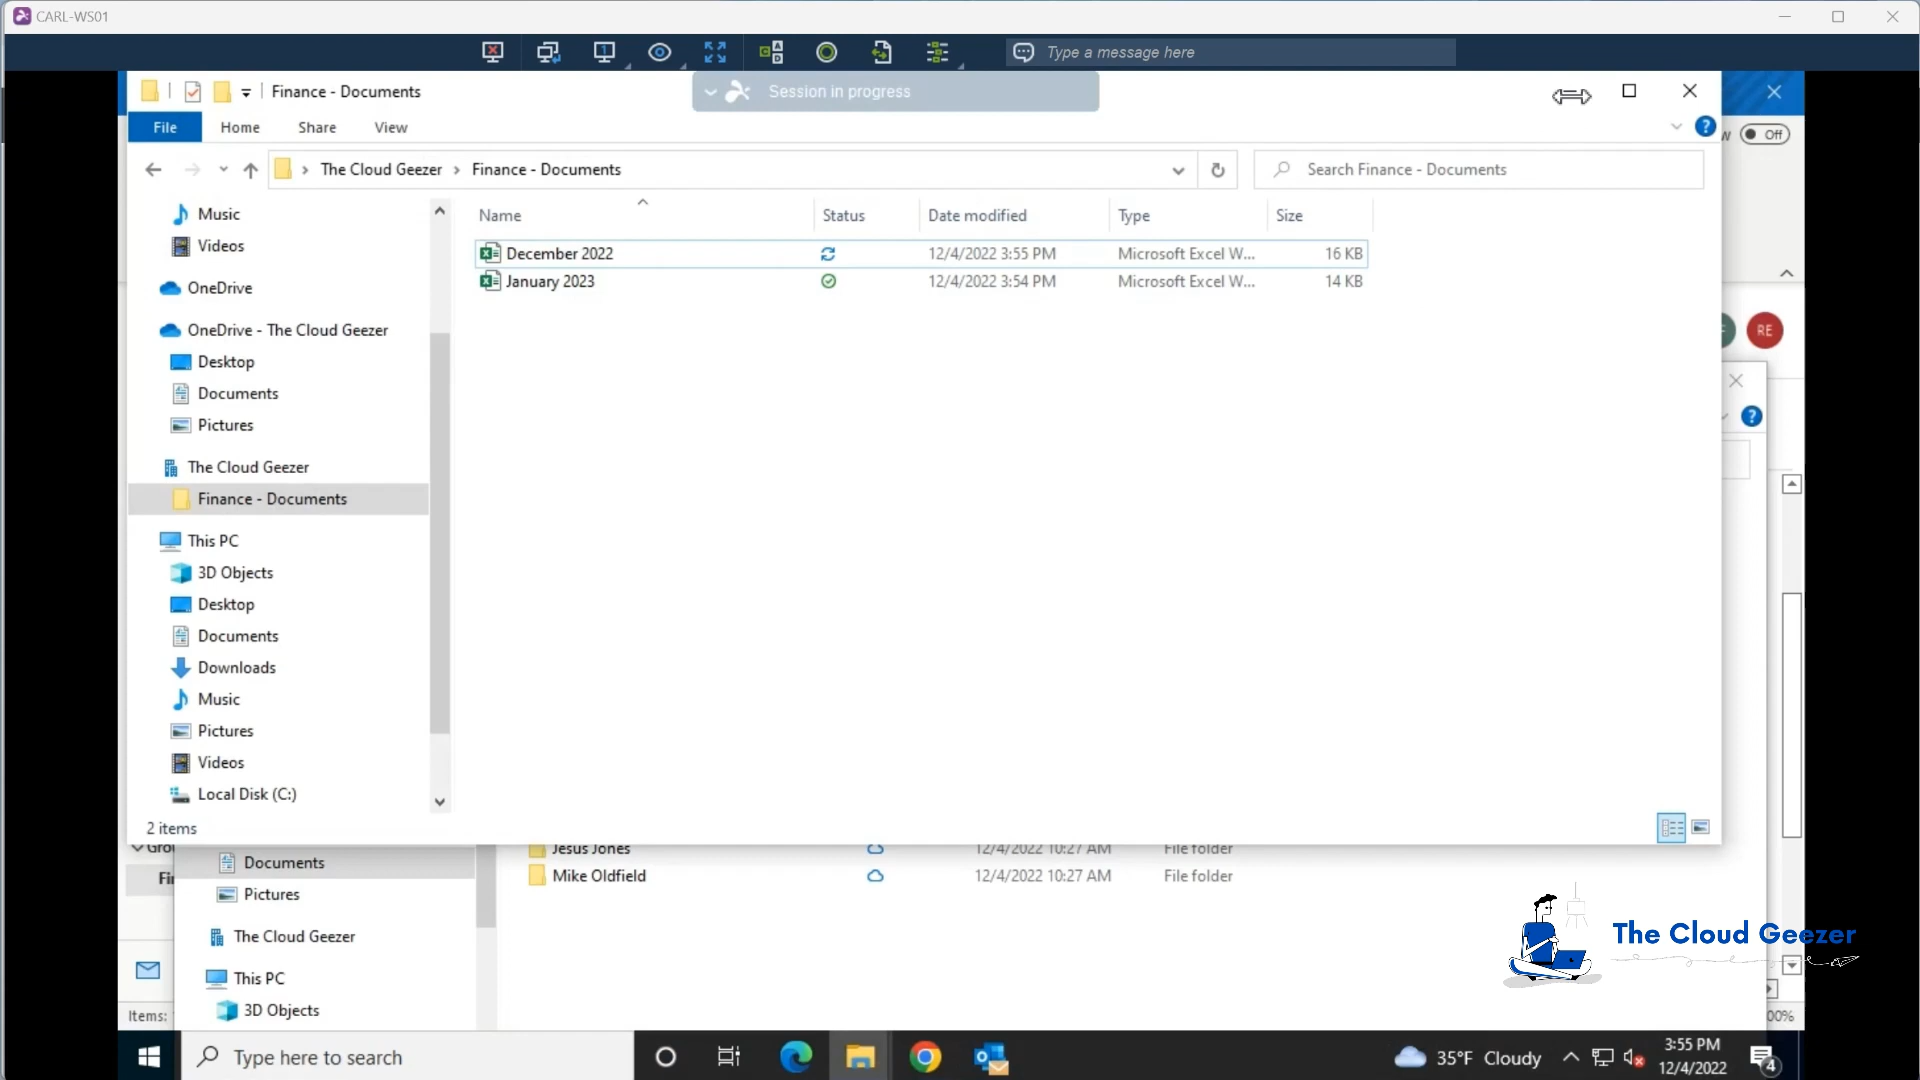 CARL-WS01
Type a message here
Finance - Documents
Session in progress
File Home Share View
Off
The Cloud Geezer > Finance - Documents
Search Finance - Documents
Name Status Date modified Type Size
December 2022 12/4/2022 3:55 PM Microsoft Excel W... 16 KB
January 2023 12/4/2022 3:54 PM Microsoft Excel W... 14 KB
Music
Videos
OneDrive
OneDrive - The Cloud Geezer
Desktop
Documents
Pictures
The Cloud Geezer
Finance - Documents
This PC
3D Objects
Desktop
Documents
Downloads
Music
Pictures
Videos
Local Disk (C:)
2 items
RE
Jesus Jones 12/4/2022 10:27 AM File folder
Mike Oldfield 12/4/2022 10:27 AM File folder
Documents
Pictures
The Cloud Geezer
This PC
3D Objects
Items:
The Cloud Geezer
Type here to search
35°F Cloudy
3:55 PM
12/4/2022
4